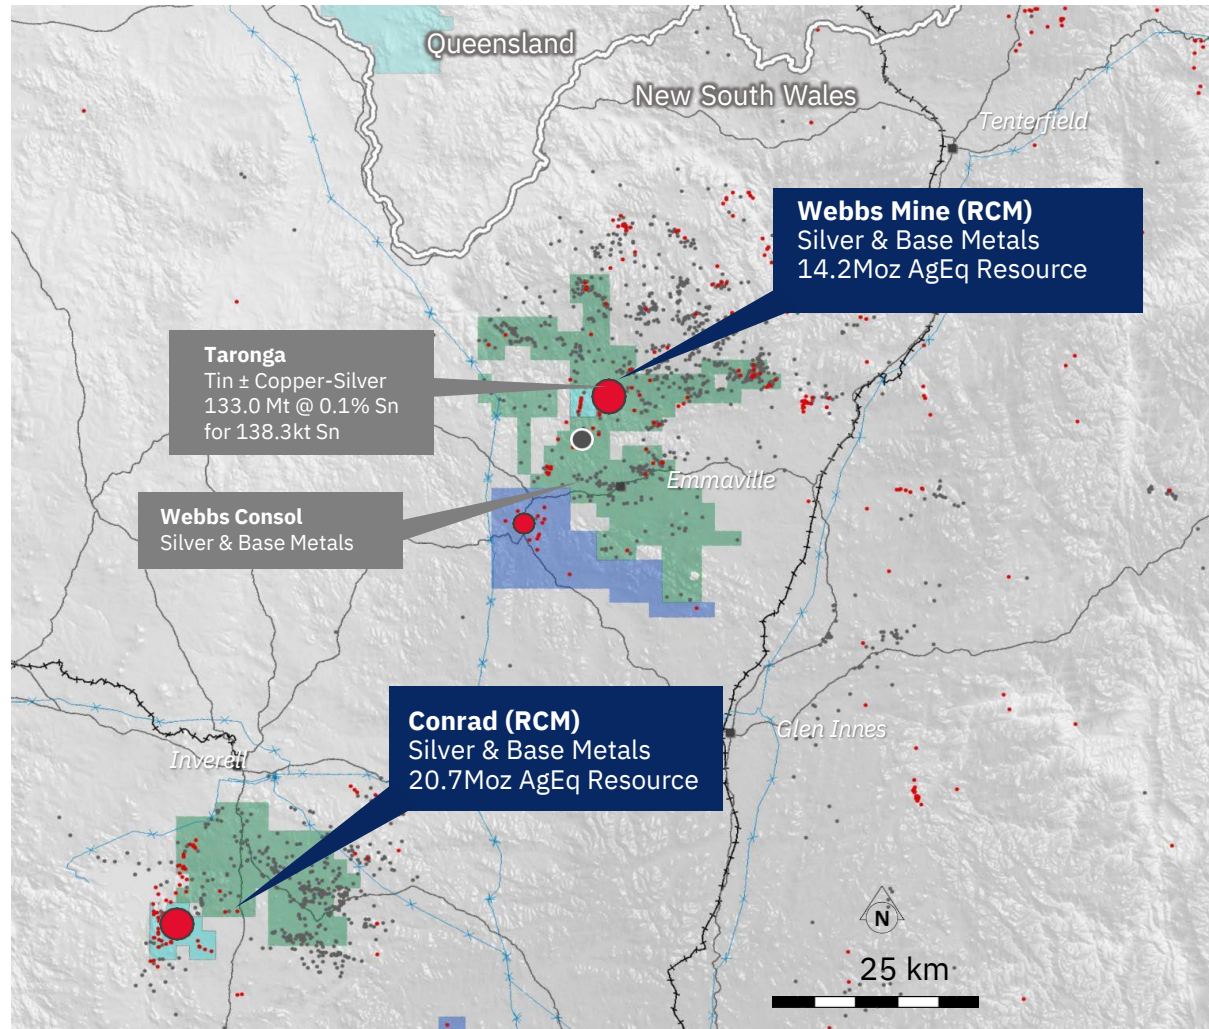 Queensland
New South Wales
Tenterfield
Webbs Mine (RCM)
Silver & Base Metals
14.2Moz AgEq Resource
Taronga
Tin ± Copper-Silver
133.0 Mt @ 0.1% Sn
for 138.3kt Sn
Emmaville
Webbs Consol
Silver & Base Metals
Conrad (RCM)
Silver & Base Metals
20.7Moz AgEq Resource
Glen Innes
Inverell
N
25 km